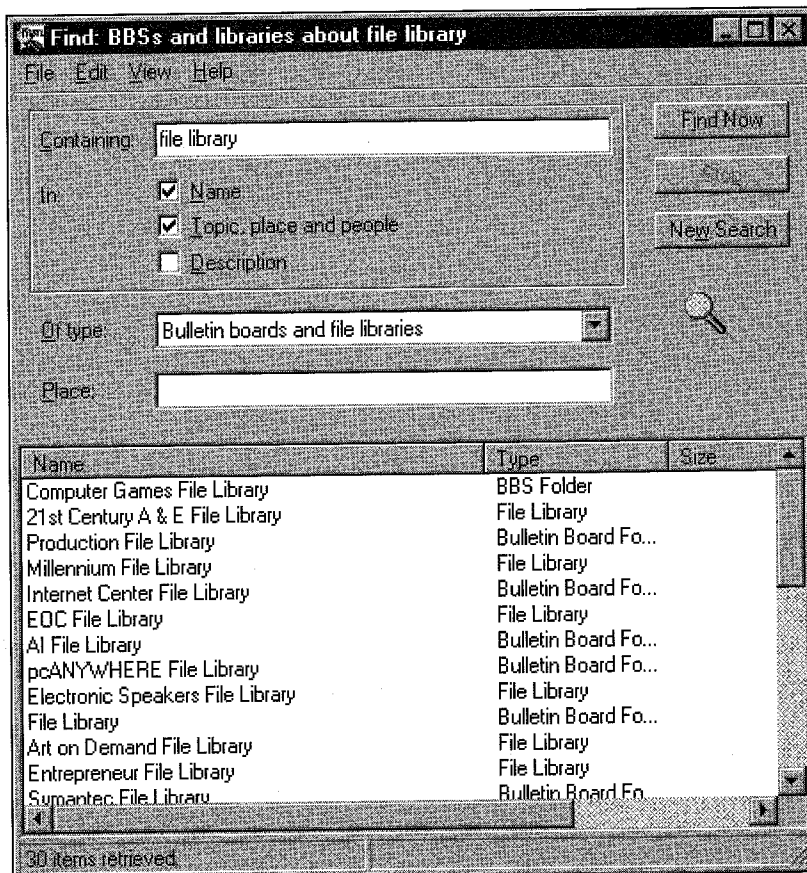 Find: BBSs and libraries about file library
File Edit View Help
Containing: file library
Find Now
In: Name
Stop
Topic, place and people
New Search
Description
Of type: Bulletin boards and file libraries
Place:
Name Type Size
Computer Games File Library BBS Folder
21st Century A & E File Library File Library
Production File Library Bulletin Board Fo...
Millennium File Library File Library
Internet Center File Library Bulletin Board Fo...
EOC File Library File Library
AI File Library Bulletin Board Fo...
pcANYWHERE File Library Bulletin Board Fo...
Electronic Speakers File Library File Library
File Library Bulletin Board Fo...
Art on Demand File Library File Library
Entrepreneur File Library File Library
Symantec File Library Bulletin Board Fo
30 items retrieved